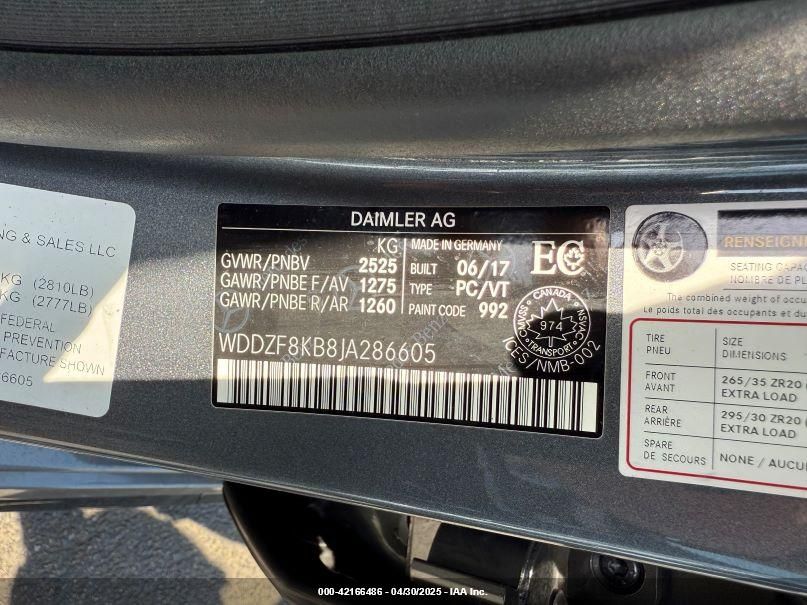 NG & SALES LLC
KG (2810LB)
KG (2777LB)
FEDERAL
PREVENTION
FACTURE SHOWN
6605
DAIMLER AG
KG
GVWR/PNBV 2525
GAWR/PNBE F/AV 1275
GAWR/PNBE R/AR 1260
MADE IN GERMANY
BUILT 06/17
TYPE PC/VT
PAINT CODE 992
EC
CANADA
974
TRANSPORT
NSVAC
ICES/NMB-002
WDDZF8KB8JA286605
RENSEIGNE
SEATING CAPAC
NOMBRE DE PL
The combined weight of occup
Le poids total des occupants et du
TIRE
PNEU
SIZE
DIMENSIONS
FRONT
AVANT
265/35 ZR20
EXTRA LOAD
REAR
ARRIÈRE
295/30 ZR20
EXTRA LOAD
SPARE
DE SECOURS
NONE / AUCU
000-42166486 - 04/30/2025 - IAA Inc.